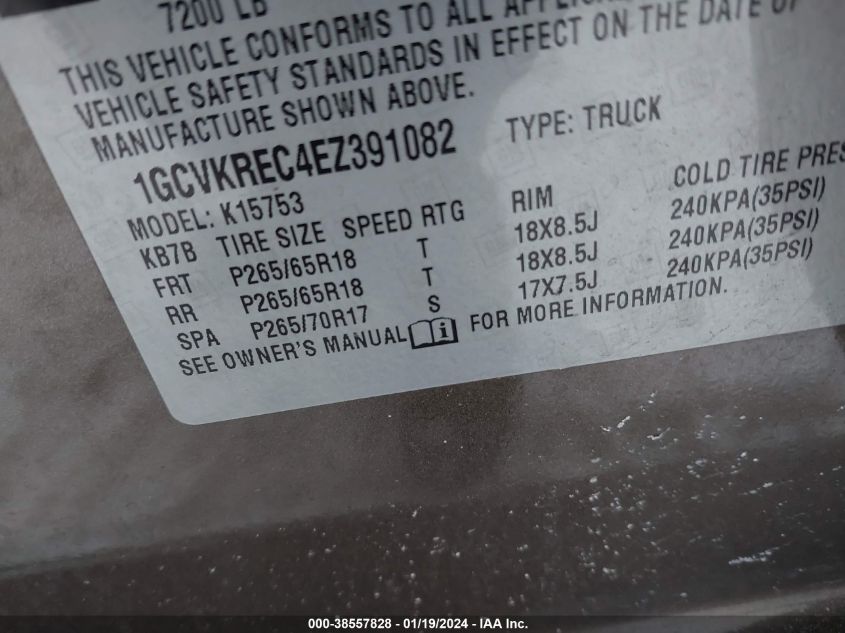 7200 LB
THIS VEHICLE CONFORMS TO ALL
VEHICLE SAFETY STANDARDS IN EFFECT ON THE DATE OF
MANUFACTURE SHOWN ABOVE.
1GCVKREC4EZ391082 TYPE: TRUCK
MODEL: K15753
KB7B TIRE SIZE SPEED RTG RIM COLD TIRE
FRT P265/65R18 T 18X8.5J 240KPA(35PSI)
RR P265/65R18 T 18X8.5J 240KPA(35PSI)
SPA P265/70R17 S 17X7.5J 240KPA(35PSI)
SEE OWNER'S MANUAL FOR MORE INFORMATION.
000-38557828 - 01/19/2024 - IAA Inc.